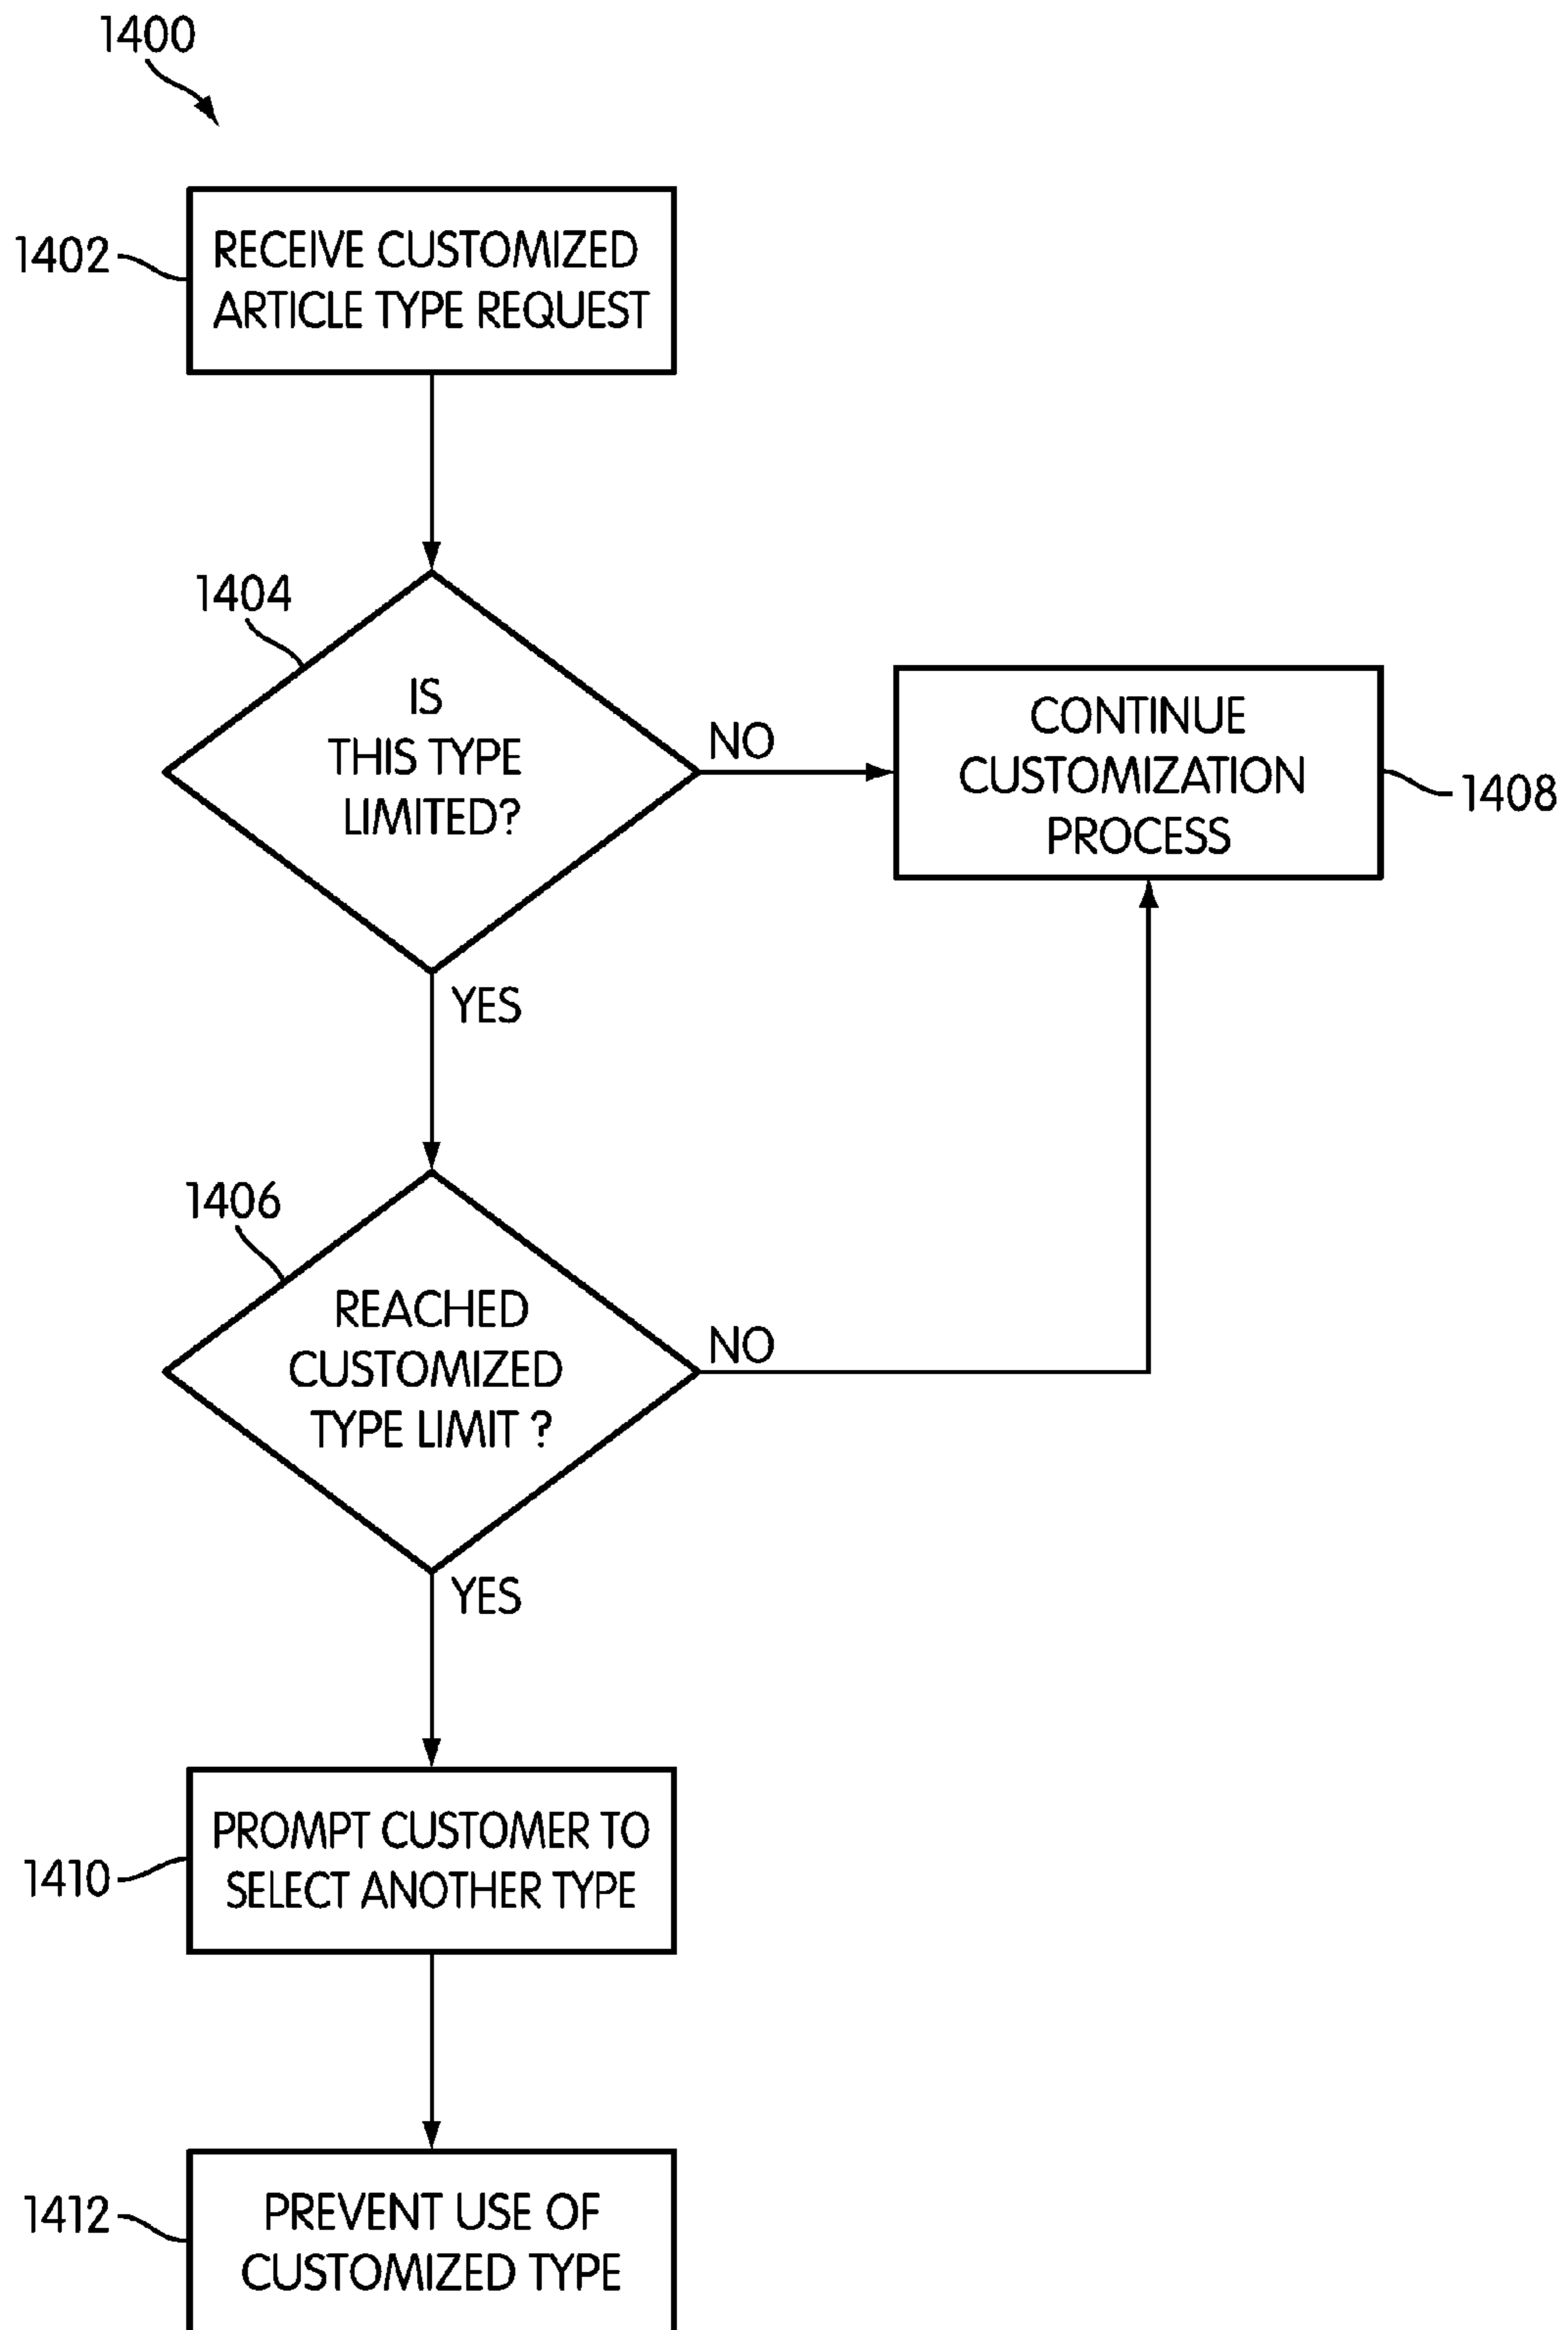 1400
1402
RECEIVE CUSTOMIZED
ARTICLE TYPE REQUEST
1404
IS
THIS TYPE
LIMITED?
NO
CONTINUE
CUSTOMIZATION
PROCESS
1408
YES
1406
REACHED
CUSTOMIZED
TYPE LIMIT ?
NO
YES
1410
PROMPT CUSTOMER TO
SELECT ANOTHER TYPE
1412
PREVENT USE OF
CUSTOMIZED TYPE